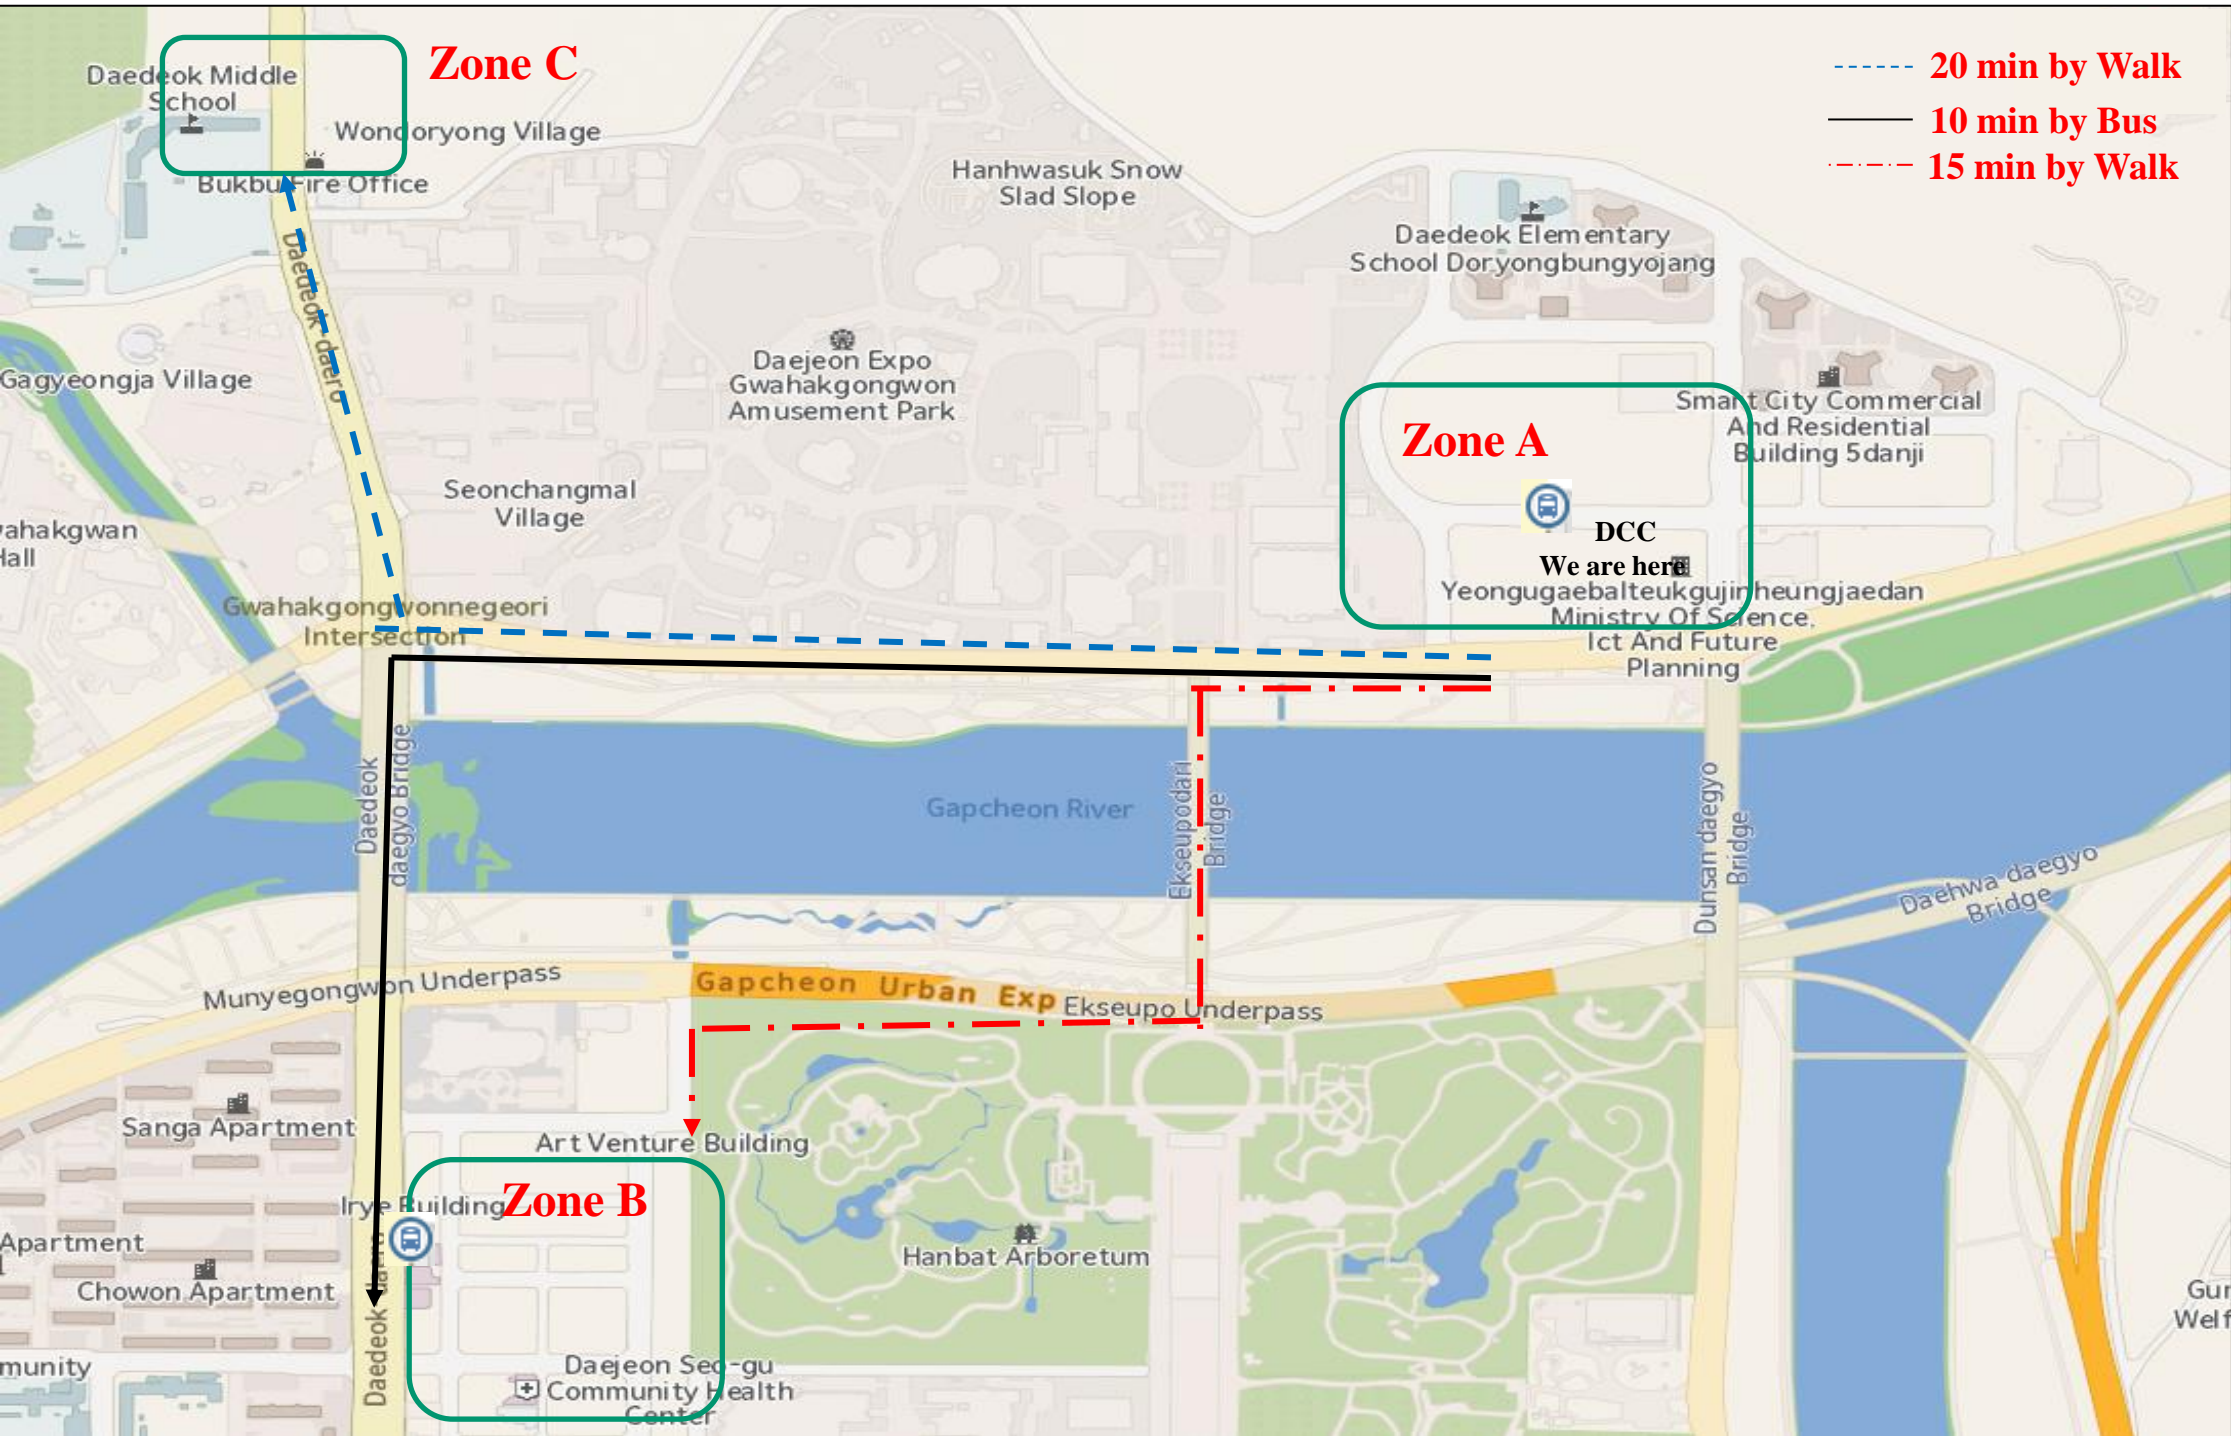 Zone C
20 min by Walk
10 min by Bus
15 min by Walk
Daedeok Middle
School
Wondoryong Village
Bukbu Fire Office
Hanhwasuk Snow
Slad Slope
Daedeok Elementary
School Doryongbungyojang
Daedeok-daero
Gagyeongja Village
Daejeon Expo
Gwahakgongwon
Amusement Park
Zone A
Smart City Commercial
And Residential
Building 5danji
Seonchangmal
Village
DCC
We are here
Yeongugaebalteukgujinheungjaedan
Ministry Of Science,
Ict And Future
Planning
Gwahakgongwonnegeori
Intersection
Daedeok
daegyo Bridge
Gapcheon River
Ekseupodari
Bridge
Dunsan daegyo
Bridge
Daehwa daegyo
Bridge
Munyegongwon Underpass
Gapcheon Urban Exp
Ekseupo Underpass
Sanga Apartment
Art Venture Building
Irye Building
Zone B
Apartment
Chowon Apartment
Hanbat Arboretum
Daedeok-daero
Daejeon Seo-gu
Community Health
Center